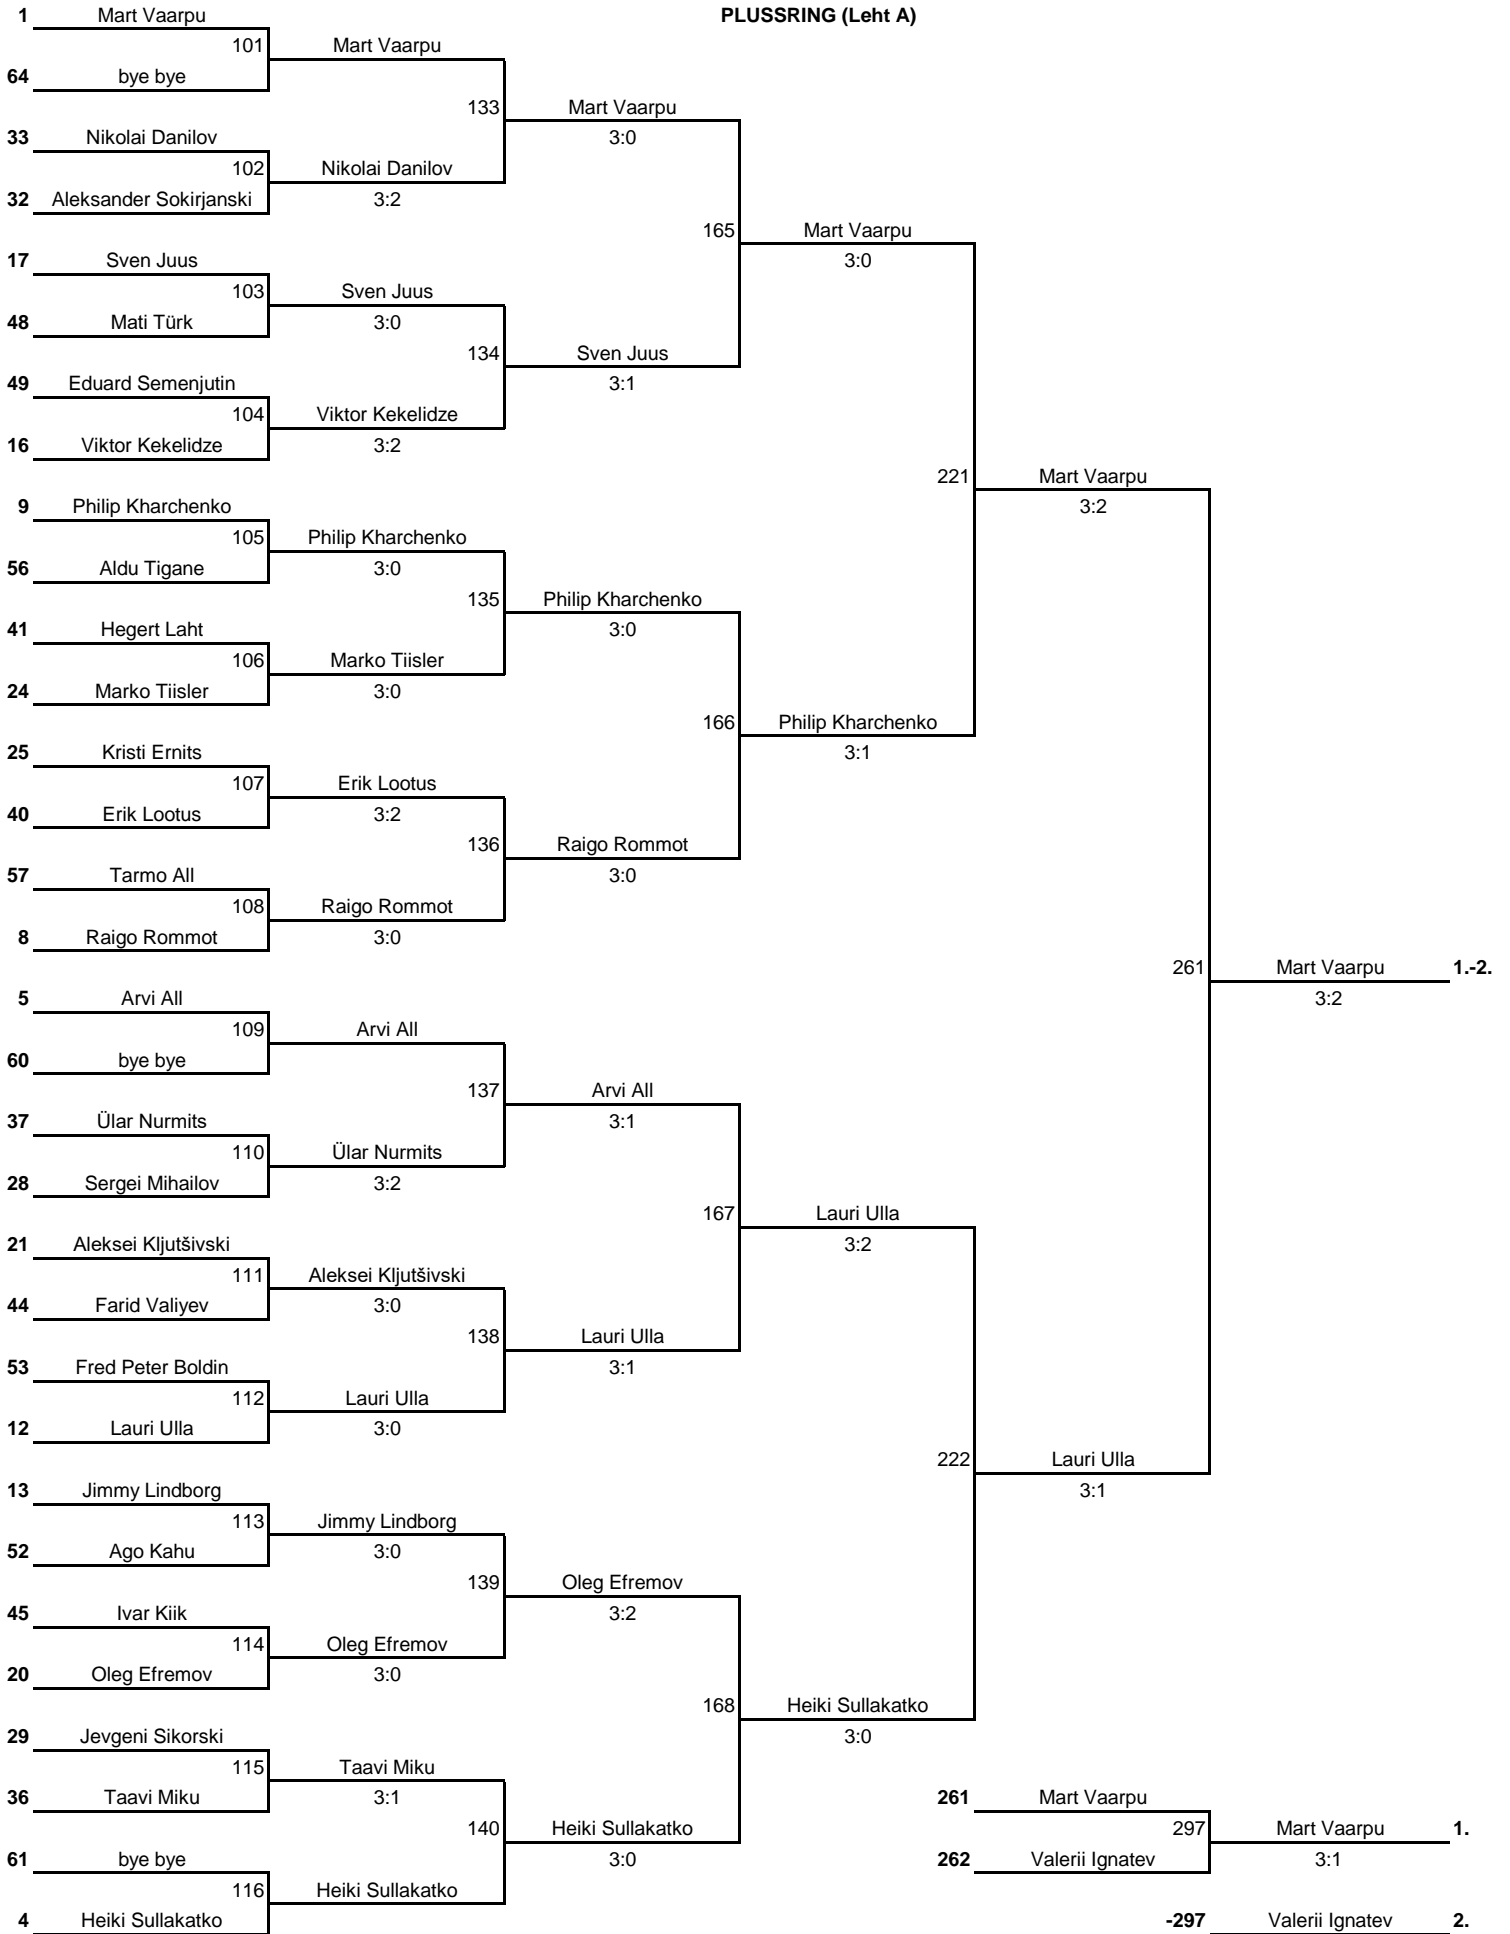 1 Mart Vaarpu PLUSSRING (Leht A)
101 Mart Vaarpu
64 bye bye
133 Mart Vaarpu
33 Nikolai Danilov 3:0
102 Nikolai Danilov
32 Aleksander Sokirjanski 3:2
165 Mart Vaarpu
17 Sven Juus 3:0
103 Sven Juus
48 Mati Türk 3:0
134 Sven Juus
49 Eduard Semenjutin 3:1
104 Viktor Kekelidze
16 Viktor Kekelidze 3:2
221 Mart Vaarpu
9 Philip Kharchenko 3:2
105 Philip Kharchenko
56 Aldu Tigane 3:0
135 Philip Kharchenko
41 Hegert Laht 3:0
106 Marko Tiisler
24 Marko Tiisler 3:0
166 Philip Kharchenko
25 Kristi Ernits 3:1
107 Erik Lootus
40 Erik Lootus 3:2
136 Raigo Rommot
57 Tarmo All 3:0
108 Raigo Rommot
8 Raigo Rommot 3:0
261 Mart Vaarpu 1.-2.
5 Arvi All 3:2
109 Arvi All
60 bye bye
137 Arvi All
37 Ülar Nurmits 3:1
110 Ülar Nurmits
28 Sergei Mihailov 3:2
167 Lauri Ulla
21 Aleksei Kljutšivski 3:2
111 Aleksei Kljutšivski
44 Farid Valiyev 3:0
138 Lauri Ulla
53 Fred Peter Boldin 3:1
112 Lauri Ulla
12 Lauri Ulla 3:0
222 Lauri Ulla
13 Jimmy Lindborg 3:1
113 Jimmy Lindborg
52 Ago Kahu 3:0
139 Oleg Efremov
45 Ivar Kiik 3:2
114 Oleg Efremov
20 Oleg Efremov 3:0
168 Heiki Sullakatko
29 Jevgeni Sikorski 3:0
115 Taavi Miku
36 Taavi Miku 3:1 261 Mart Vaarpu
140 Heiki Sullakatko 297 Mart Vaarpu 1.
61 bye bye 3:0 262 Valerii Ignatev 3:1
116 Heiki Sullakatko
4 Heiki Sullakatko -297 Valerii Ignatev 2.